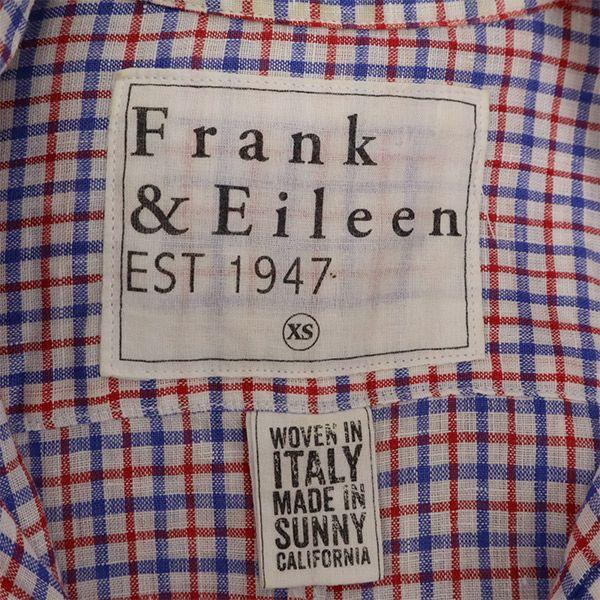 Frank
& Eileen
EST 1947
XS
WOVEN IN
ITALY
MADE IN
SUNNY
CALIFORNIA